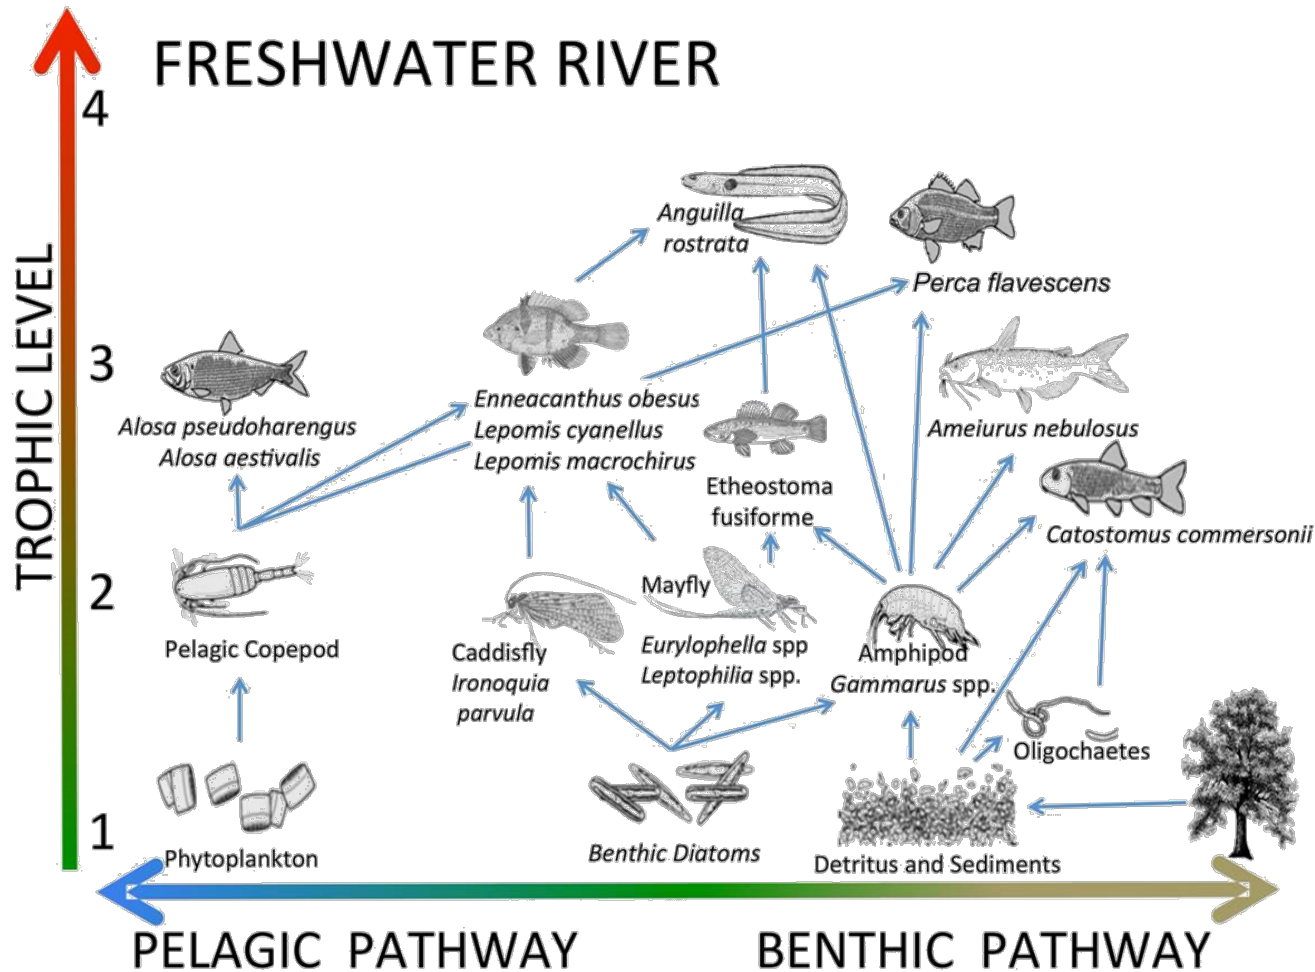 FRESHWATER RIVER
4
TROPHIC LEVEL
3
2
1
Anguilla
rostrata
Perca flavescens
Alosa pseudoharengus
Alosa aestivalis
Enneacanthus obesus
Lepomis cyanellus
Lepomis macrochirus
Etheostoma
fusiforme
Ameiurus nebulosus
Catostomus commersonii
Pelagic Copepod
Caddisfly
Ironoquia
parvula
Mayfly
Eurylophella spp
Leptophilia spp.
Amphipod
Gammarus spp.
Oligochaetes
Phytoplankton
Benthic Diatoms
Detritus and Sediments
PELAGIC PATHWAY
BENTHIC PATHWAY